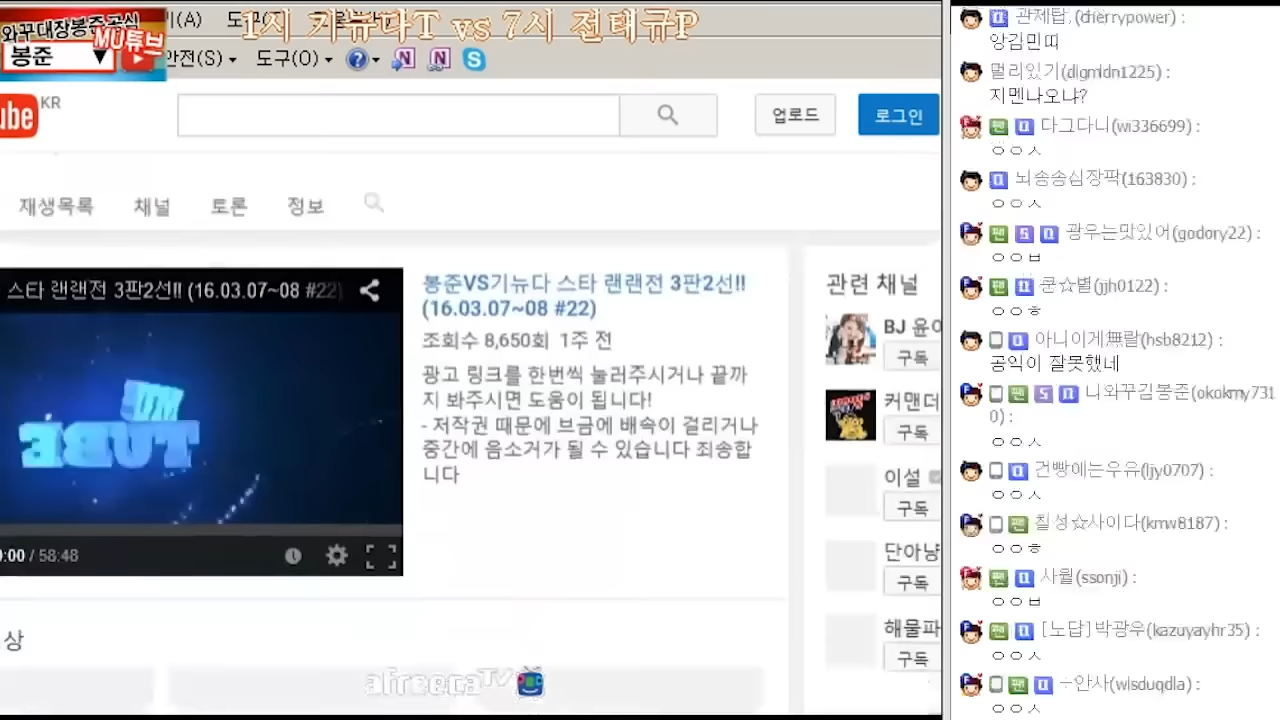 1시 기뉴다T vs 7시 전태규P
와꾸대장봉준공식
MU튜브
봉준
안전(S)
도구(O)
KR
업로드
로그인
재생목록 채널 토론 정보
스타 랜랜전 3판2선!! (16.03.07~08 #22)
TUBE
0:00 / 58:48
봉준VS기뉴다 스타 랜랜전 3판2선!!
(16.03.07~08 #22)
조회수 8,650회 1주 전
광고 링크를 한번씩 눌러주시거나 끝까
지 봐주시면 도움이 됩니다!
- 저작권 때문에 브금에 배속이 걸리거나
중간에 음소거가 될 수 있습니다 죄송합
니다
관련 채널
BJ 윤
구독
커맨더
구독
이설
구독
단아냥
구독
해물파
구독
상
afreecaTV
관제탑.(cherrypower) :
앙김민띠
멀리있기(dlgmldn1225) :
지멘나오냐?
다그다니(wi336699) :
ㅇㅇㅅ
뇌송송심장팍(163830) :
ㅇㅇㅅ
광우는맛있어(godory22) :
ㅇㅇㅂ
쿤☆별(jjh0122) :
ㅇㅇㅎ
아니이게無랄(hsb8212) :
공익이 잘못했네
니와꾸김봉준(okokmy731
0) :
ㅇㅇㅅ
건빵에는우유(ljy0707) :
ㅇㅇㅅ
칠성☆사이다(kmw8187) :
ㅇㅇㅎ
사월(ssonji) :
ㅇㅇㅂ
[노답]박광우(kazuyayhr35) :
ㅇㅇㅅ
÷안사(wisduqdla) :
ㅇㅇㅅ